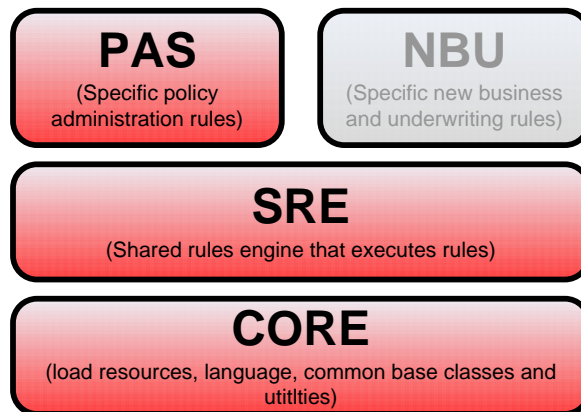 PAS
(Specific policy
administration rules)
NBU
(Specific new business
and underwriting rules)
SRE
(Shared rules engine that executes rules)
CORE
(load resources, language, common base classes and
utitlties)